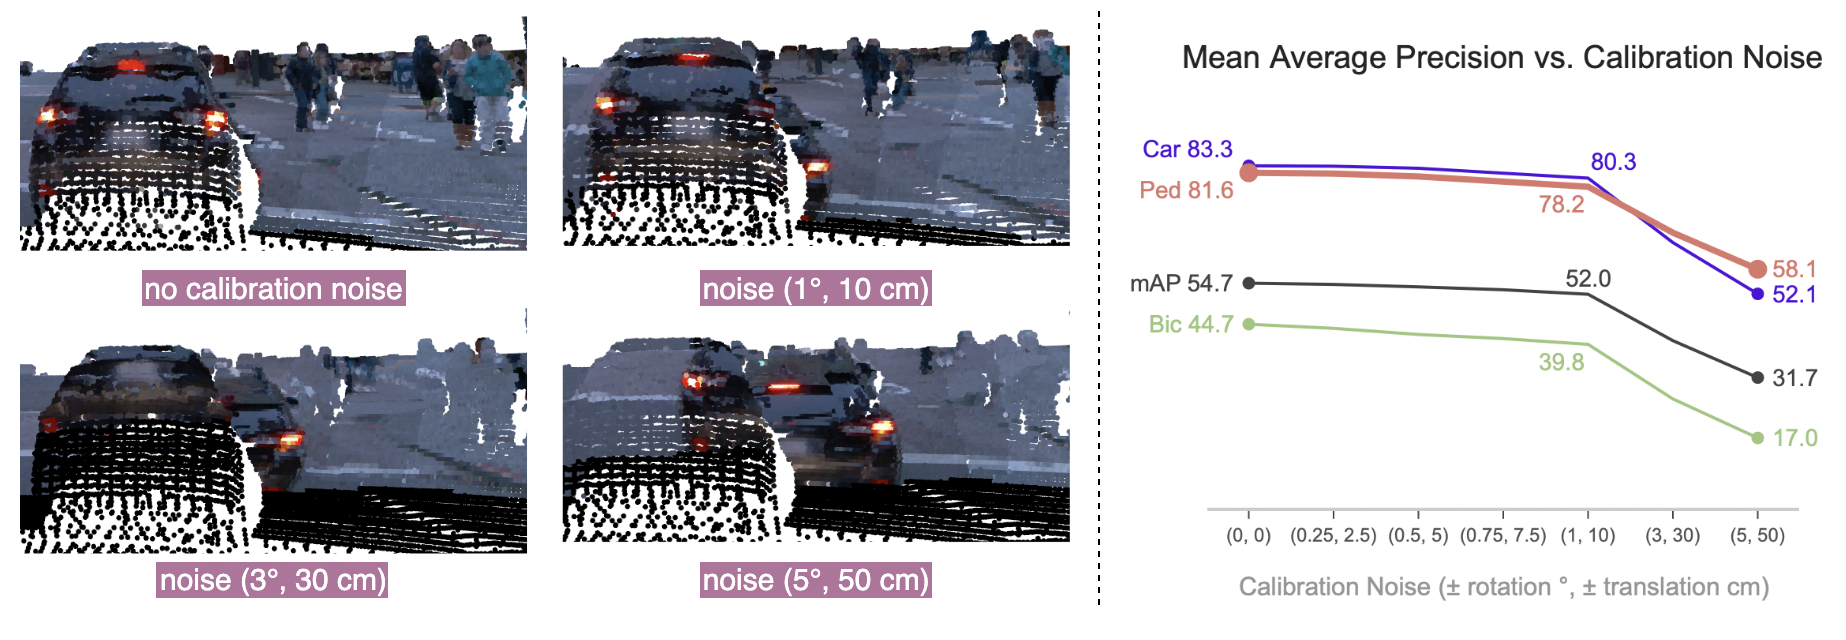 no calibration noise
noise (1°, 10 cm)
noise (3°, 30 cm)
noise (5°, 50 cm)
Mean Average Precision vs. Calibration Noise
Car 83.3
80.3
Ped 81.6
78.2
58.1
52.1
mAP 54.7
52.0
Bic 44.7
39.8
31.7
17.0
(0, 0) (0.25, 2.5) (0.5, 5) (0.75, 7.5) (1, 10) (3, 30) (5, 50)
Calibration Noise (± rotation °, ± translation cm)